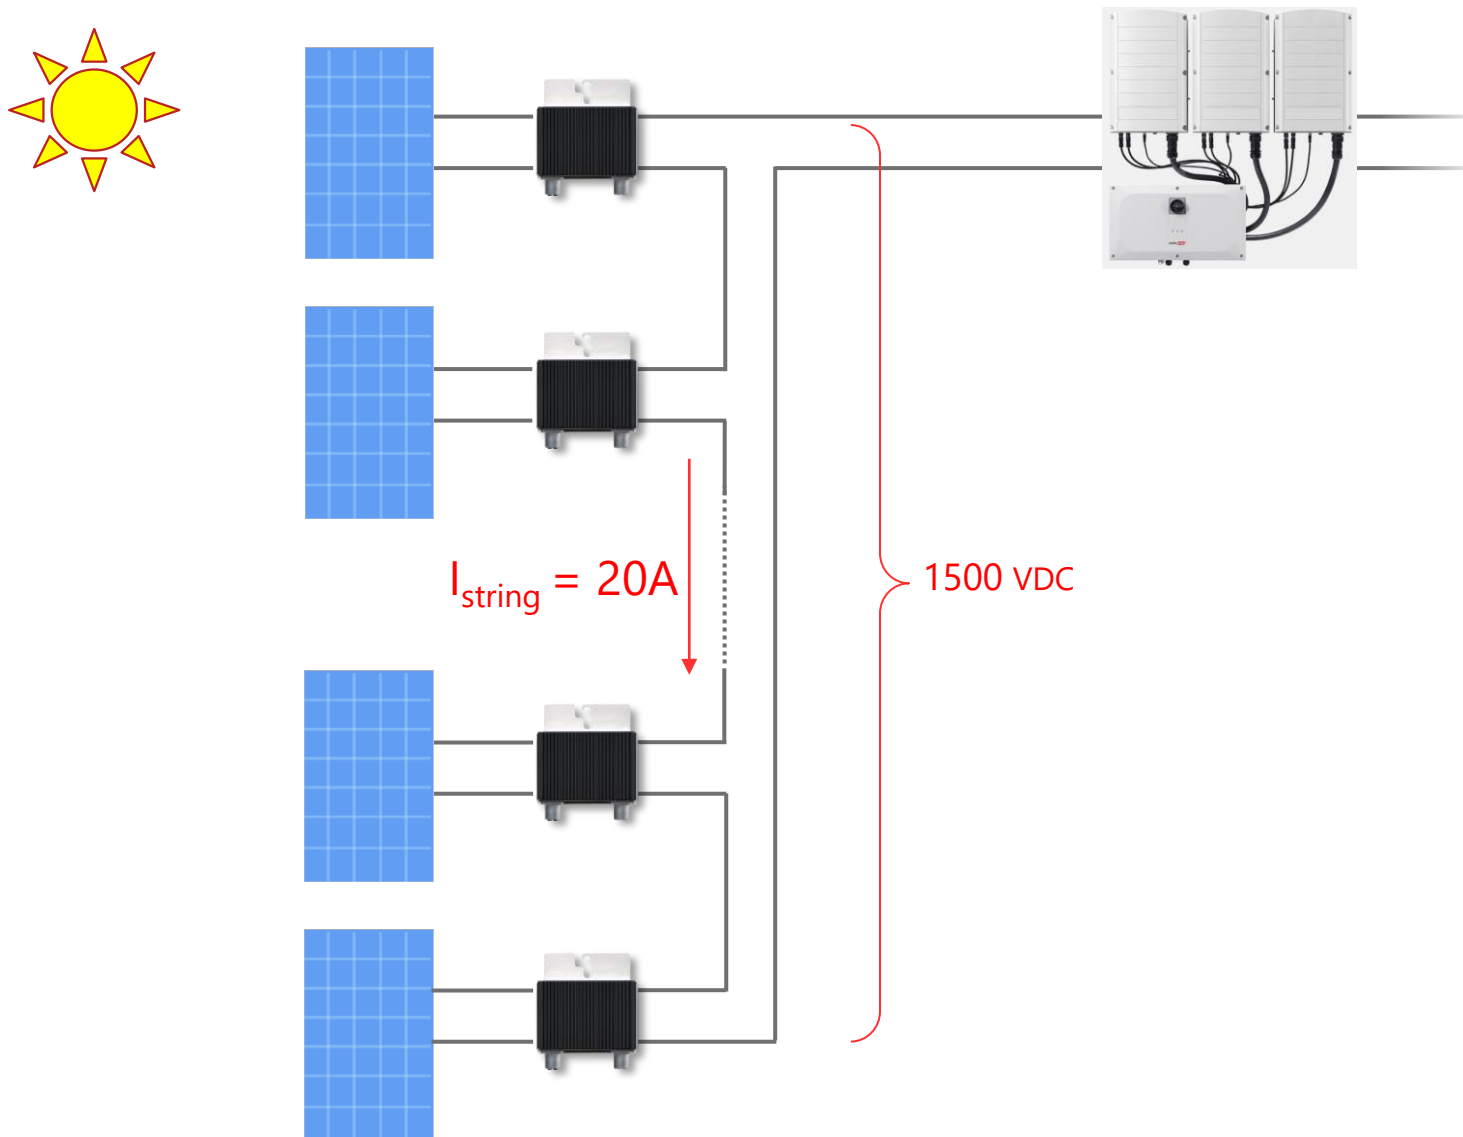 I_string = 20A
1500 VDC